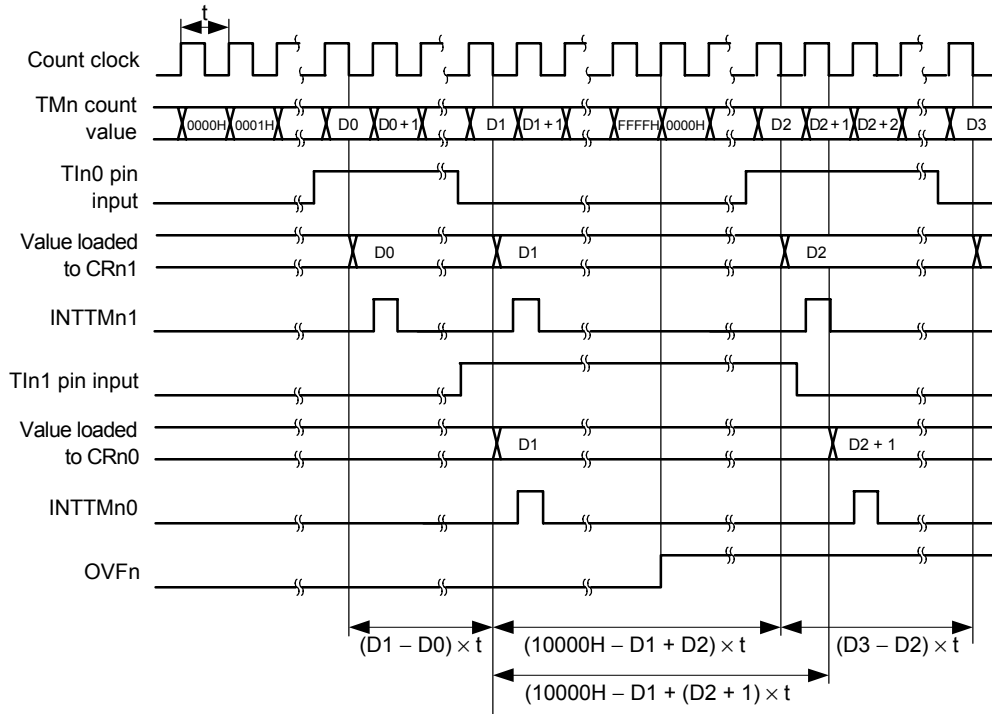 t
Count clock
TMn count
value
0000H 0001H D0 D0 + 1 D1 D1 + 1 FFFFH 0000H D2 D2 + 1 D2 + 2 D3
TIn0 pin
input
Value loaded
to CRn1
D0 D1 D2
INTTMn1
TIn1 pin input
Value loaded
to CRn0
D1 D2 + 1
INTTMn0
OVFn
(D1 − D0) × t (10000H − D1 + D2) × t (D3 − D2) × t
(10000H − D1 + (D2 + 1) × t